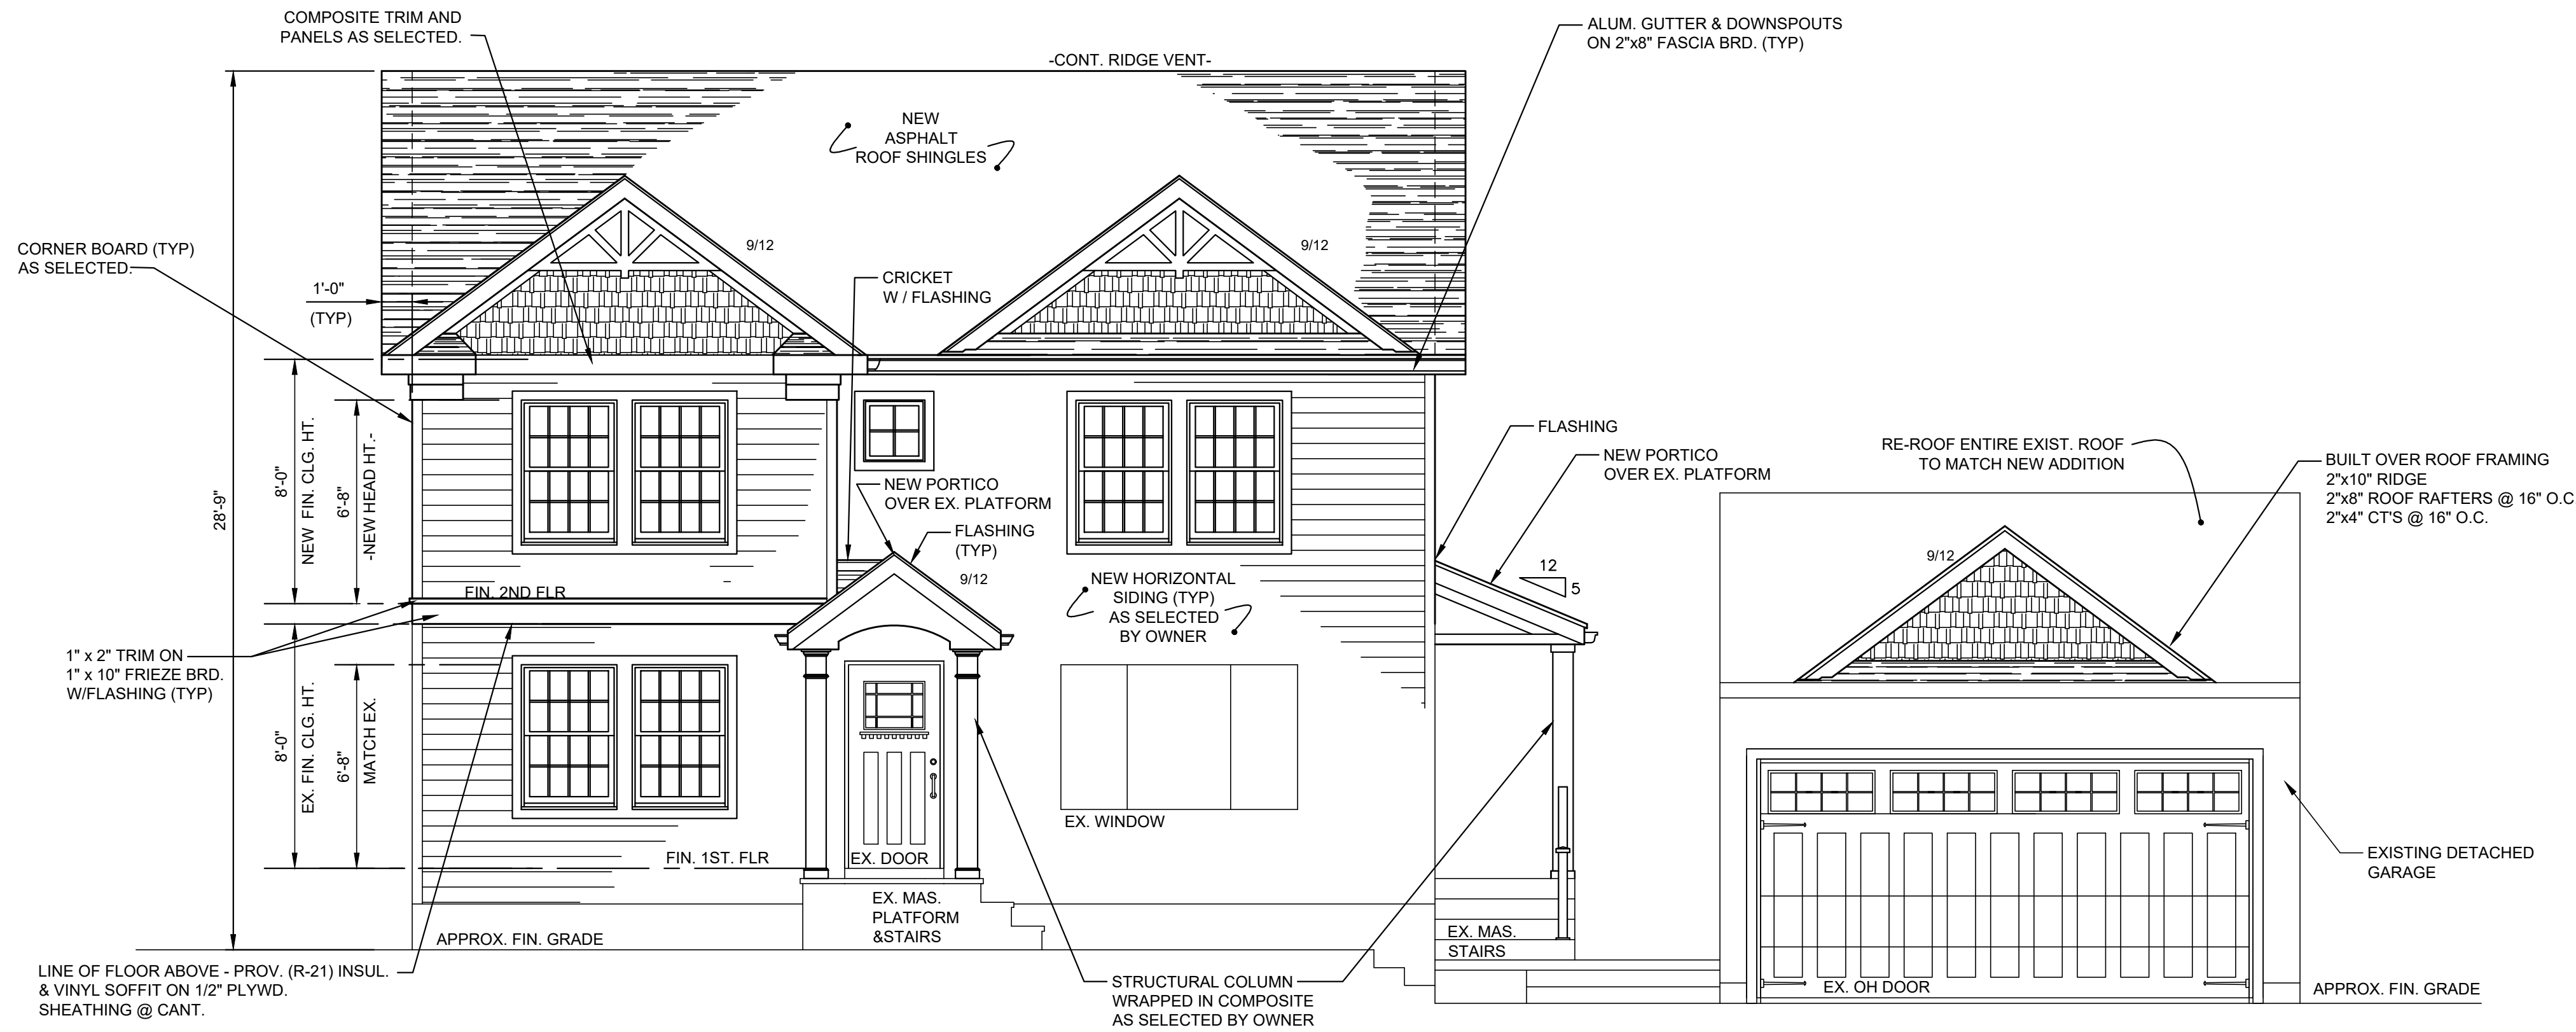 COMPOSITE TRIM AND
PANELS AS SELECTED.
ALUM. GUTTER & DOWNSPOUTS
ON 2"x8" FASCIA BRD. (TYP)
-CONT. RIDGE VENT-
NEW
ASPHALT
ROOF SHINGLES
CORNER BOARD (TYP)
AS SELECTED.
9/12
9/12
1'-0"
(TYP)
CRICKET
W / FLASHING
28'-9"
8'-0"
NEW FIN. CLG. HT.
6'-8"
-NEW HEAD HT.-
FLASHING
NEW PORTICO
OVER EX. PLATFORM
RE-ROOF ENTIRE EXIST. ROOF
TO MATCH NEW ADDITION
BUILT OVER ROOF FRAMING
2"x10" RIDGE
2"x8" ROOF RAFTERS @ 16" O.C
2"x4" CT'S @ 16" O.C.
NEW PORTICO
OVER EX. PLATFORM
FLASHING
(TYP)
9/12
9/12
12
5
FIN. 2ND FLR
NEW HORIZONTAL
SIDING (TYP)
AS SELECTED
BY OWNER
1" x 2" TRIM ON
1" x 10" FRIEZE BRD.
W/FLASHING (TYP)
8'-0"
EX. FIN. CLG. HT.
6'-8"
MATCH EX.
EX. WINDOW
FIN. 1ST. FLR
EX. DOOR
EXISTING DETACHED
GARAGE
EX. MAS.
PLATFORM
&STAIRS
EX. MAS.
STAIRS
APPROX. FIN. GRADE
LINE OF FLOOR ABOVE - PROV. (R-21) INSUL.
& VINYL SOFFIT ON 1/2" PLYWD.
SHEATHING @ CANT.
STRUCTURAL COLUMN
WRAPPED IN COMPOSITE
AS SELECTED BY OWNER
EX. OH DOOR
APPROX. FIN. GRADE